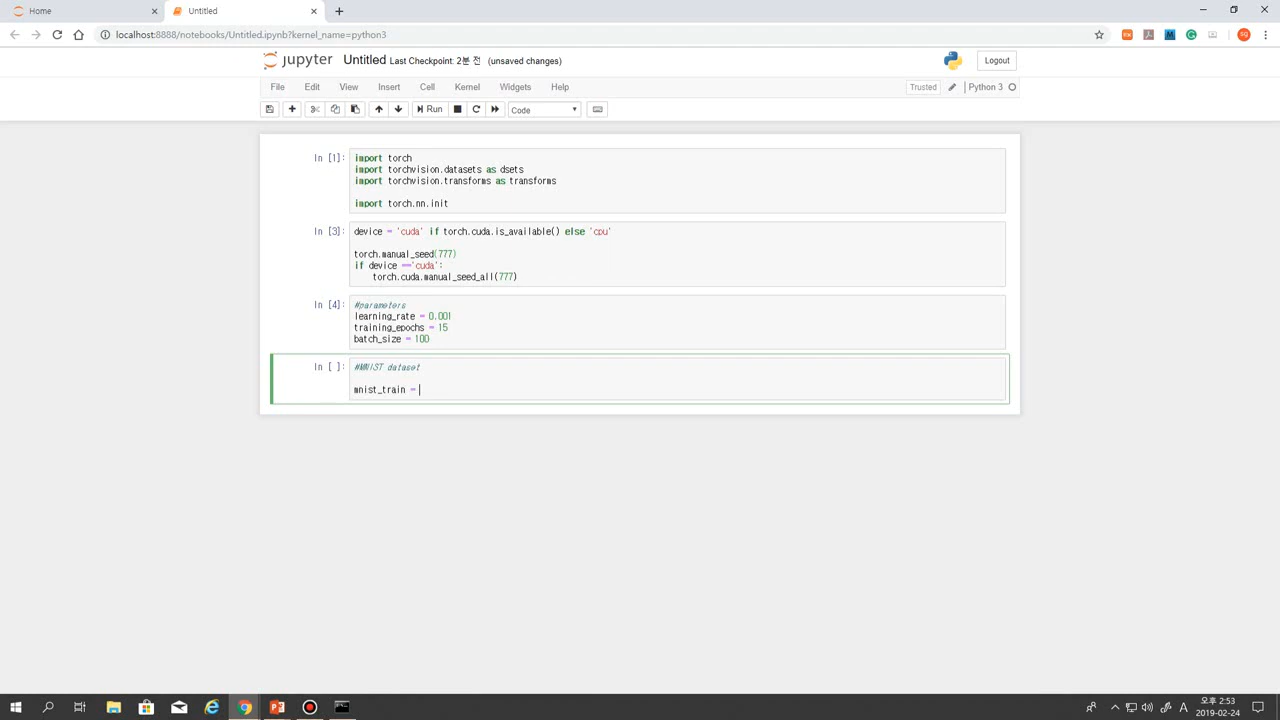 Home
Untitled
localhost:8888/notebooks/Untitled.ipynb?kernel_name=python3
jupyter Untitled Last Checkpoint: 2분 전 (unsaved changes)
Logout
File Edit View Insert Cell Kernel Widgets Help
Trusted Python 3
Run Code
In [1]: import torch
import torchvision.datasets as dsets
import torchvision.transforms as transforms
import torch.nn.init
In [3]: device = 'cuda' if torch.cuda.is_available() else 'cpu'
torch.manual_seed(777)
if device =='cuda':
torch.cuda.manual_seed_all(777)
In [4]: #parameters
learning_rate = 0.001
training_epochs = 15
batch_size = 100
In [ ]: #MNIST dataset
mnist_train =
A
오후 2:53
2019-02-24